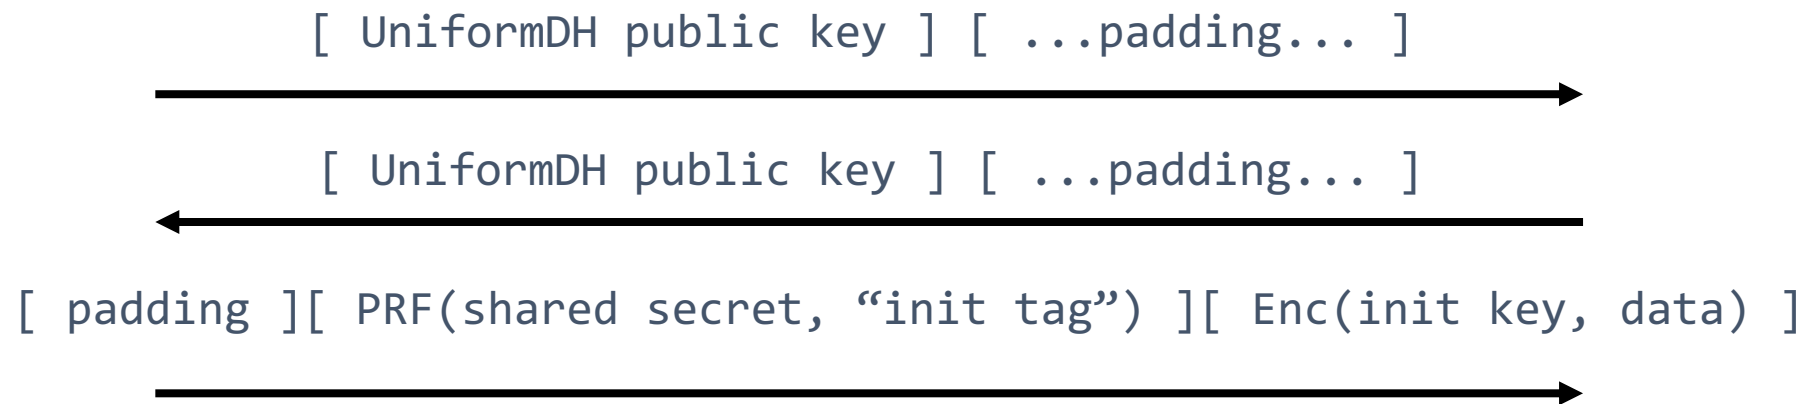 [ UniformDH public key ] [ ...padding... ]
[ UniformDH public key ] [ ...padding... ]
[ padding ][ PRF(shared secret, “init tag”) ][ Enc(init key, data) ]